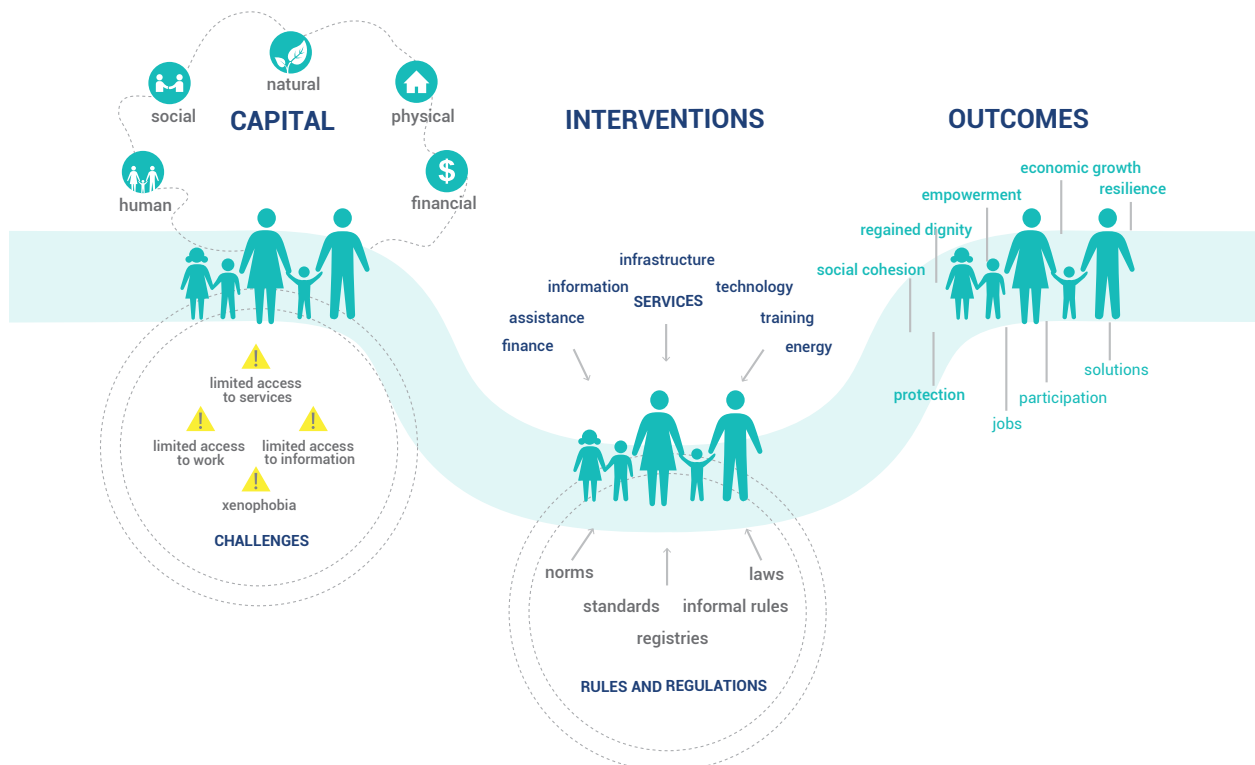 CAPITAL
natural
social
physical
human
financial
limited access
to services
limited access
to work
limited access
to information
xenophobia
CHALLENGES
INTERVENTIONS
infrastructure
information
SERVICES
technology
assistance
training
finance
energy
norms
laws
standards
informal rules
registries
RULES AND REGULATIONS
OUTCOMES
economic growth
resilience
empowerment
regained dignity
social cohesion
solutions
protection
participation
jobs
$
!
!
!
!